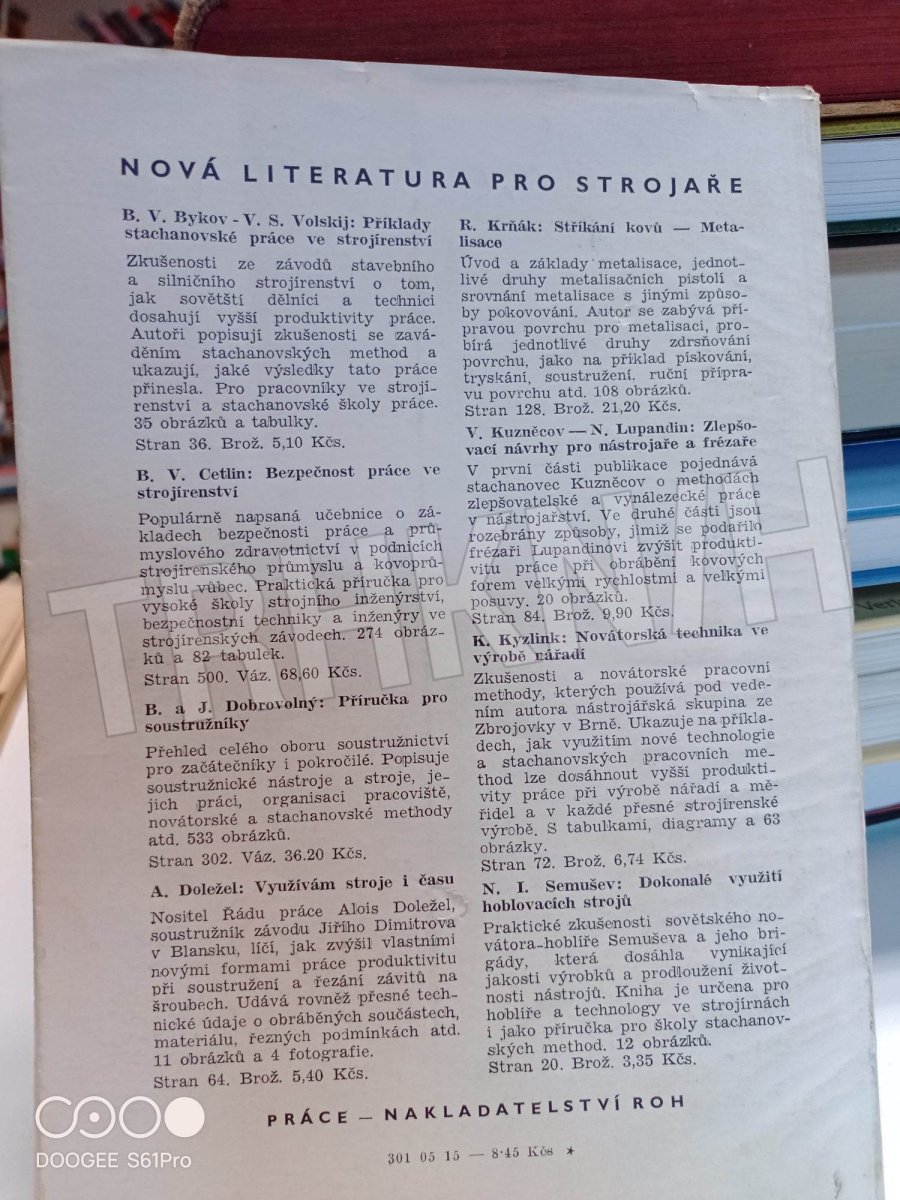 NOVÁ LITERATURA PRO STROJAŘE
B. V. Bykov - V. S. Volskij: Příklady
stachanovské práce ve strojírenství
Zkušenosti ze závodů stavebního
a silničního strojírenství o tom,
jak sovětští dělníci a technici
dosahují vyšší produktivity práce.
Autoři popisují zkušenosti se zavá-
děním stachanovských method a
ukazují, jaké výsledky tato práce
přinesla. Pro pracovníky ve strojí-
renství a stachanovské školy práce.
35 obrázků a tabulky.
Stran 36. Brož. 5,10 Kčs.
B. V. Cetlin: Bezpečnost práce ve
strojírenství
Populárně napsaná učebnice o zá-
kladech bezpečnosti práce a prů-
myslového zdravotnictví v podnicích
strojírenského průmyslu a kovoprů-
myslu vůbec. Praktická příručka pro
vysoké školy strojního inženýrství,
bezpečnostní techniky a inženýry ve
strojírenských závodech. 274 obráz-
ků a 82 tabulek.
Stran 500. Váz. 68,60 Kčs.
B. a J. Dobrovolný: Příručka pro
soustružníky
Přehled celého oboru soustružnictví
pro začátečníky i pokročilé. Popisuje
soustružnické nástroje a stroje, je-
jich práci, organisaci pracoviště,
novátorské a stachanovské methody
atd. 533 obrázků.
Stran 302. Váz. 36.20 Kčs.
A. Doležel: Využívám stroje i času
Nositel Řádu práce Alois Doležel,
soustružník závodu Jiřího Dimitrova
v Blansku, líčí, jak zvýšil vlastními
novými formami práce produktivitu
při soustružení a řezání závitů na
šroubech. Udává rovněž přesné tech-
nické údaje o obráběných součástech,
materiálu, řezných podmínkách atd.
11 obrázků a 4 fotografie.
Stran 64. Brož. 5,40 Kčs.
R. Krňák: Stříkání kovů — Meta-
lisace
Úvod a základy metalisace, jednot-
livé druhy metalisačních pistolí a
srovnání metalisace s jinými způso-
by pokovování. Autor se zabývá pří-
pravou povrchu pro metalisaci, pro-
bírá jednotlivé druhy zdrsňování
povrchu, jako na příklad pískování,
tryskání, soustružení, ruční přípra-
vu povrchu atd. 108 obrázků.
Stran 128. Brož. 21,20 Kčs.
V. Kuzněcov — N. Lupandin: Zlepšo-
vací návrhy pro nástrojaře a frézaře
V první části publikace pojednává
stachanovec Kuzněcov o methodách
zlepšovatelské a vynálezecké práce
v nástrojařství. Ve druhé části jsou
rozebrány způsoby, jimiž se podařilo
frézaři Lupandinovi zvýšit produkti-
vitu práce při obrábění kovových
forem velkými rychlostmi a velkými
posuvy. 20 obrázků.
Stran 84. Brož. 9,90 Kčs.
K. Kyzlink: Novátorská technika ve
výrobě nářadí
Zkušenosti a novátorské pracovní
methody, kterých používá pod vede-
ním autora nástrojářská skupina ze
Zbrojovky v Brně. Ukazuje na příkla-
dech, jak využitím nové technologie
a stachanovských pracovních me-
thod lze dosáhnout vyšší produkti-
vity práce při výrobě nářadí a mě-
řidel a v každé přesné strojírenské
výrobě. S tabulkami, diagramy a 63
obrázky.
Stran 72. Brož. 6,74 Kčs.
N. I. Semušev: Dokonalé využití
hoblovacích strojů
Praktické zkušenosti sovětského no-
vátora-hoblíře Semuševa a jeho bri-
gády, která dosáhla vynikající
jakosti výrobků a prodloužení život-
nosti nástrojů. Kniha je určena pro
hoblíře a technology ve strojírnách
i jako příručka pro školy stachanov-
ských method. 12 obrázků.
Stran 20. Brož. 3,35 Kčs.
PRÁCE — NAKLADATELSTVÍ ROH
301 05 15 — 8·45 Kčs *
TRHKNIH
DOOGEE S61Pro